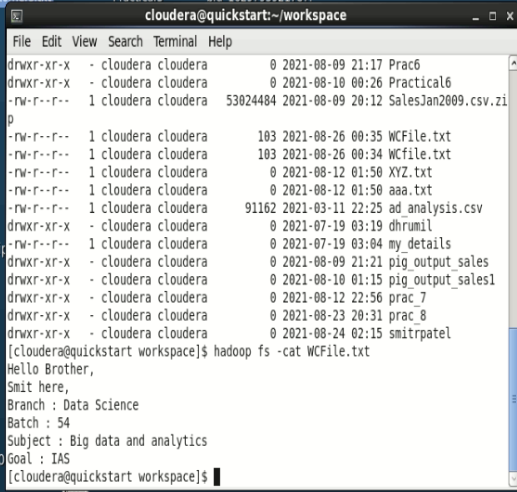 cloudera@quickstart:~/workspace
File Edit View Search Terminal Help
drwxr-xr-x - cloudera cloudera 0 2021-08-09 21:17 Prac6
drwxr-xr-x - cloudera cloudera 0 2021-08-10 00:26 Practical6
-rw-r--r-- 1 cloudera cloudera 53024484 2021-08-09 20:12 SalesJan2009.csv.zi
p
-rw-r--r-- 1 cloudera cloudera 103 2021-08-26 00:35 WCFile.txt
-rw-r--r-- 1 cloudera cloudera 103 2021-08-26 00:34 WCfile.txt
-rw-r--r-- 1 cloudera cloudera 0 2021-08-12 01:50 XYZ.txt
-rw-r--r-- 1 cloudera cloudera 0 2021-08-12 01:50 aaa.txt
-rw-r--r-- 1 cloudera cloudera 91162 2021-03-11 22:25 ad_analysis.csv
drwxr-xr-x - cloudera cloudera 0 2021-07-19 03:19 dhrumil
-rw-r--r-- 1 cloudera cloudera 0 2021-07-19 03:04 my_details
drwxr-xr-x - cloudera cloudera 0 2021-08-09 21:21 pig_output_sales
drwxr-xr-x - cloudera cloudera 0 2021-08-10 01:15 pig_output_sales1
drwxr-xr-x - cloudera cloudera 0 2021-08-12 22:56 prac_7
drwxr-xr-x - cloudera cloudera 0 2021-08-23 20:31 prac_8
drwxr-xr-x - cloudera cloudera 0 2021-08-24 02:15 smitrpatel
[cloudera@quickstart workspace]$ hadoop fs -cat WCFile.txt
Hello Brother,
Smit here,
Branch : Data Science
Batch : 54
Subject : Big data and analytics
Goal : IAS
[cloudera@quickstart workspace]$